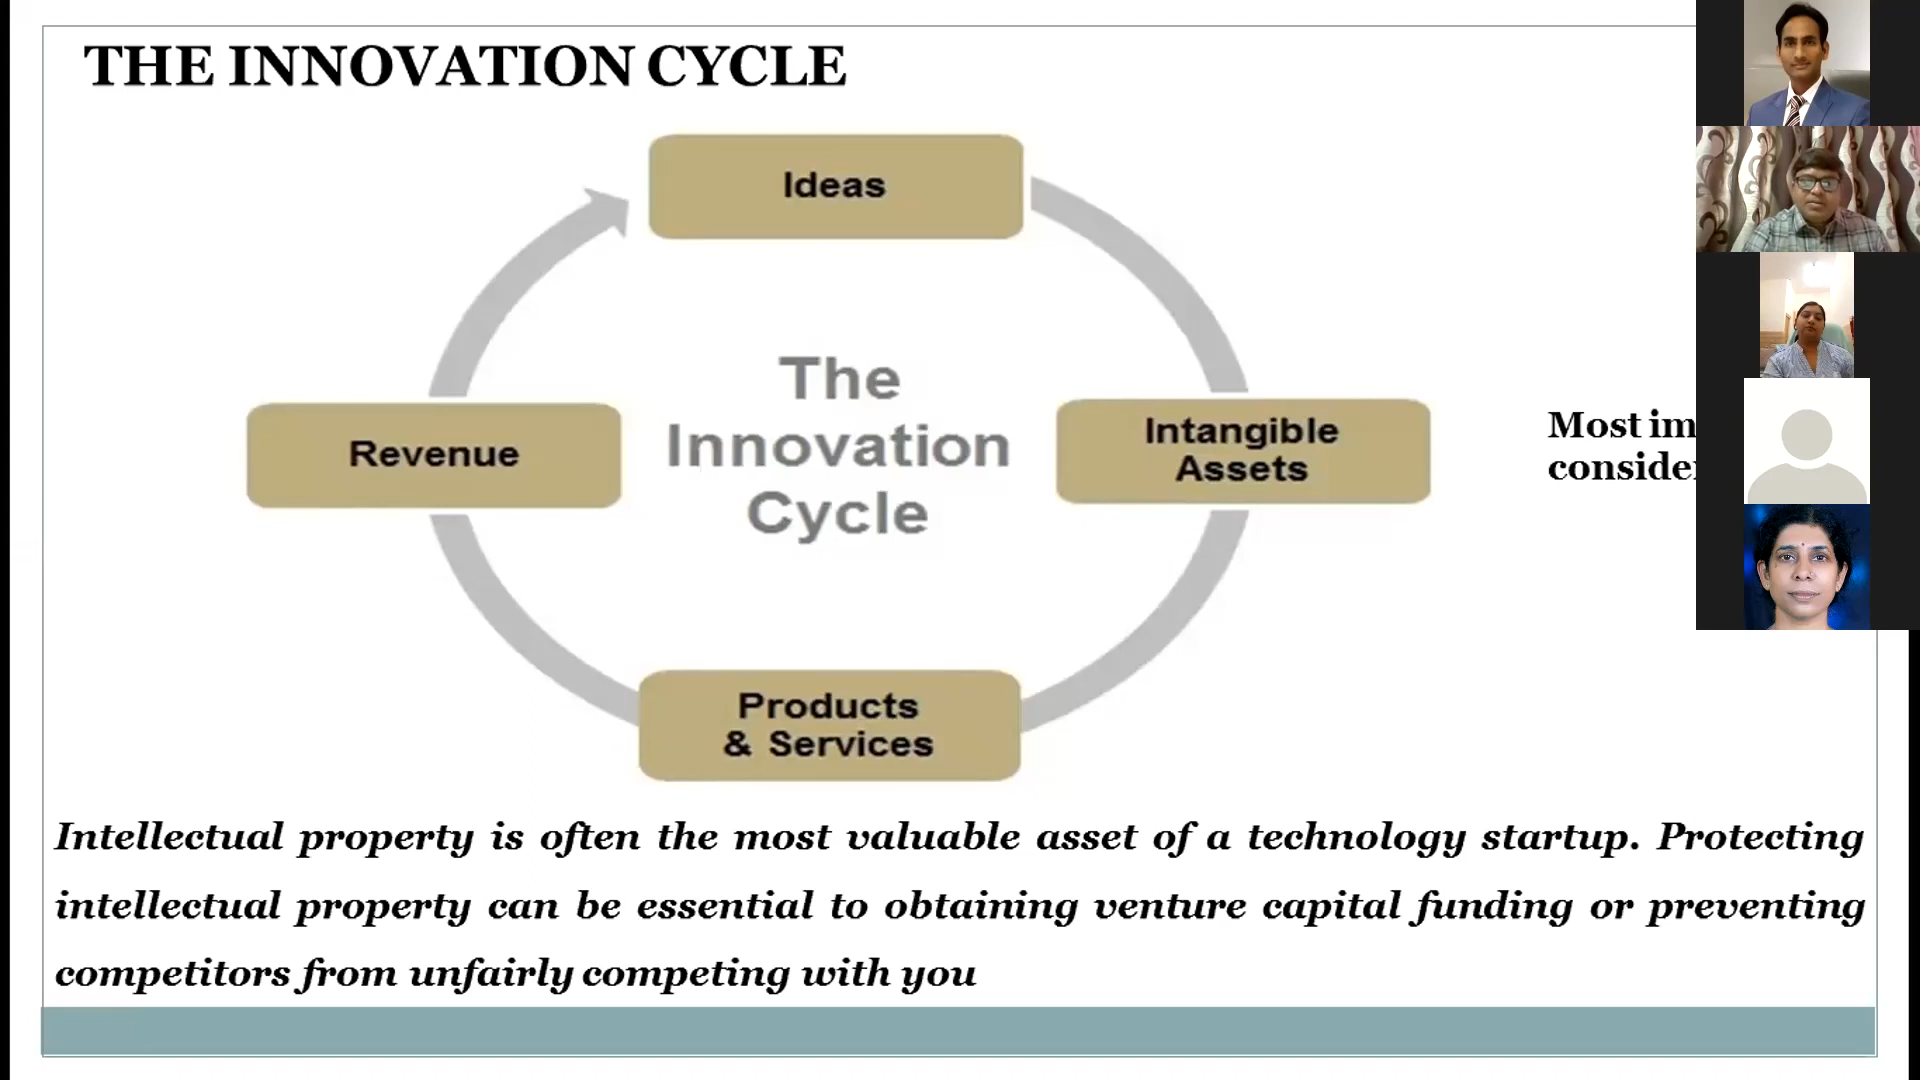 THE INNOVATION CYCLE
Ideas
The
Innovation
Cycle
Revenue
Intangible
Assets
Most
Products
& Services
Intellectual property is often the most valuable asset of a technology startup. Protecting
intellectual property can be essential to obtaining venture capital funding or preventing
competitors from unfairly competing with you